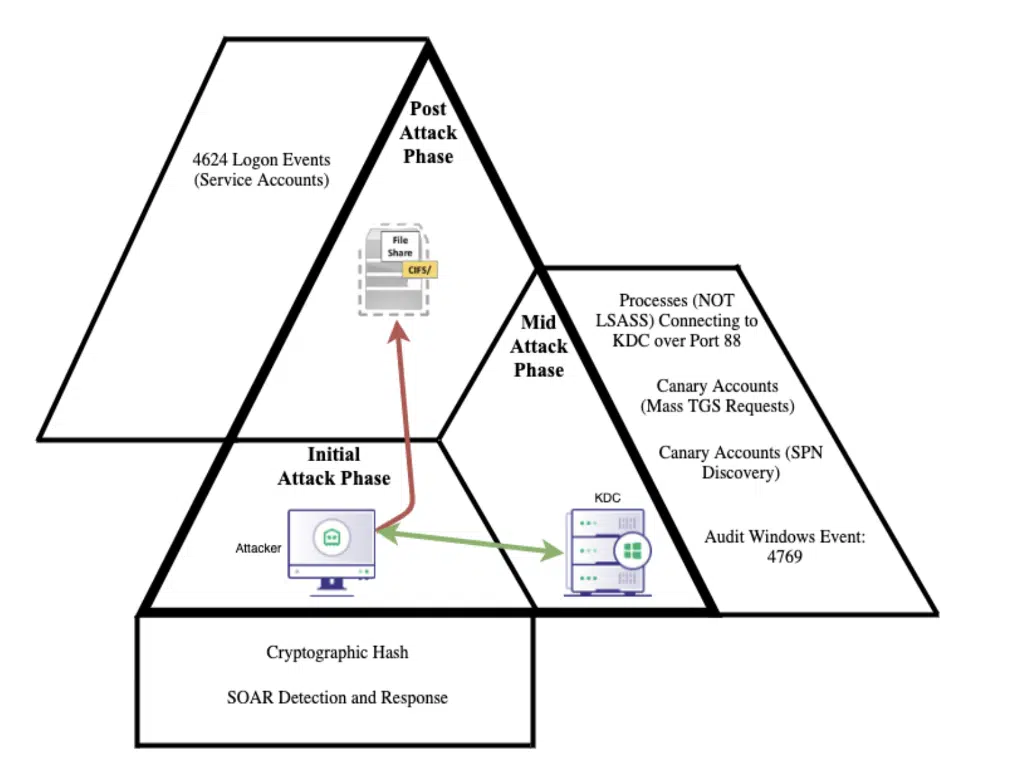 Post
Attack
Phase
4624 Logon Events
(Service Accounts)
File
Share
CIFS/
Mid
Attack
Phase
Processes (NOT
LSASS) Connecting to
KDC over Port 88
Canary Accounts
(Mass TGS Requests)
Canary Accounts (SPN
Discovery)
Audit Windows Event:
4769
Initial
Attack Phase
Attacker
KDC
Cryptographic Hash
SOAR Detection and Response